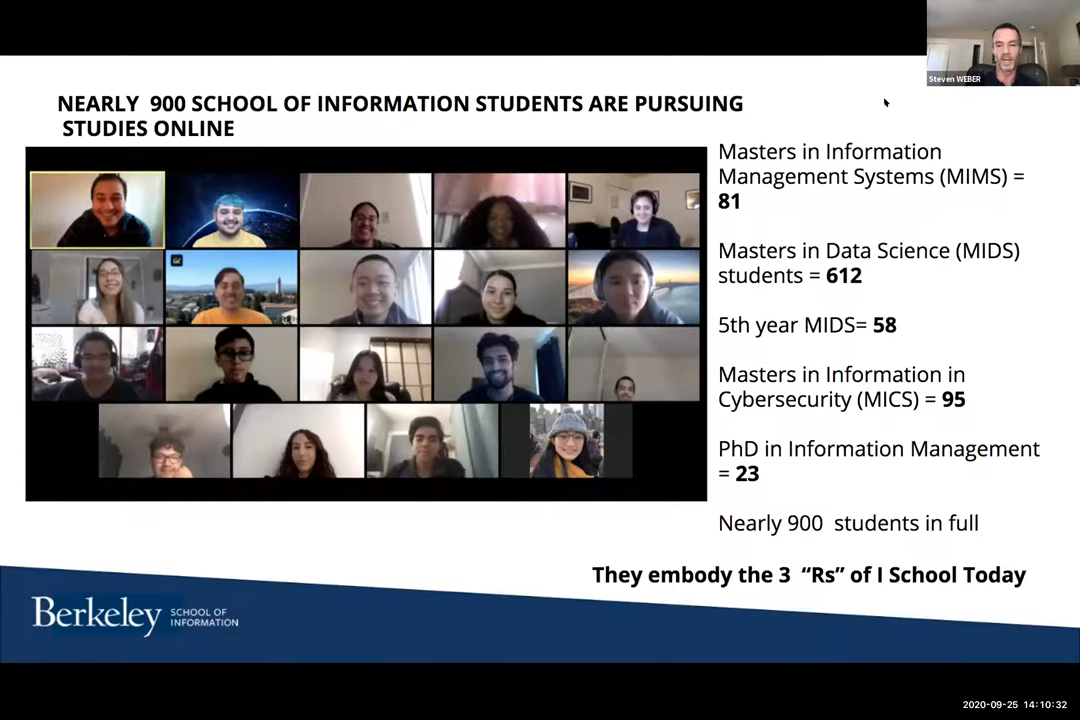 Steven WEBER
NEARLY  900 SCHOOL OF INFORMATION STUDENTS ARE PURSUING
STUDIES ONLINE
Masters in Information
Management Systems (MIMS) =
81
Masters in Data Science (MIDS)
students = 612
5th year MIDS= 58
Masters in Information in
Cybersecurity (MICS) = 95
PhD in Information Management
= 23
Nearly 900  students in full
They embody the 3  “Rs” of I School Today
Cal
Berkeley
SCHOOL OF
INFORMATION
2020-09-25  14:10:32